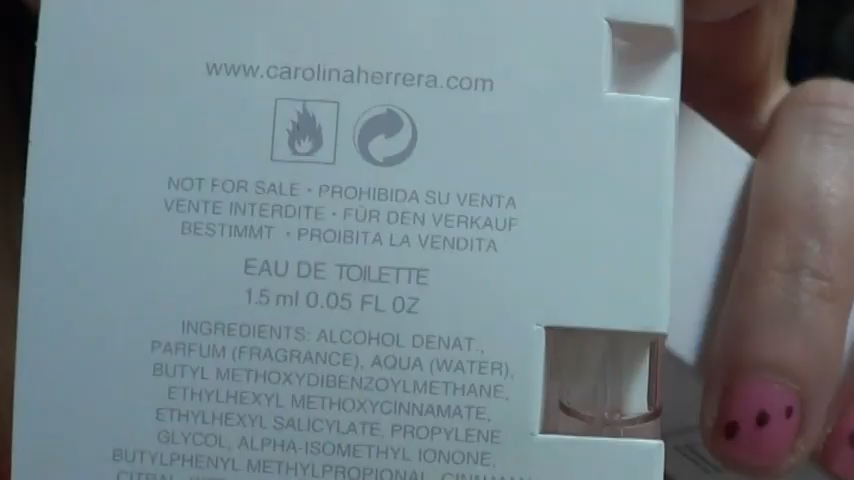 www.carolinaherrera.com
NOT FOR SALE • PROHIBIDA SU VENTA
VENTE INTERDITE • FÜR DEN VERKAUF
BESTIMMT • PROIBITA LA VENDITA
EAU DE TOILETTE
1.5 ml 0.05 FL OZ
INGREDIENTS: ALCOHOL DENAT.,
PARFUM (FRAGRANCE), AQUA (WATER),
BUTYL METHOXYDIBENZOYLMETHANE,
ETHYLHEXYL METHOXYCINNAMATE,
ETHYLHEXYL SALICYLATE, PROPYLENE
GLYCOL, ALPHA-ISOMETHYL IONONE,
BUTYLPHENYL METHYLPROPIONAL,